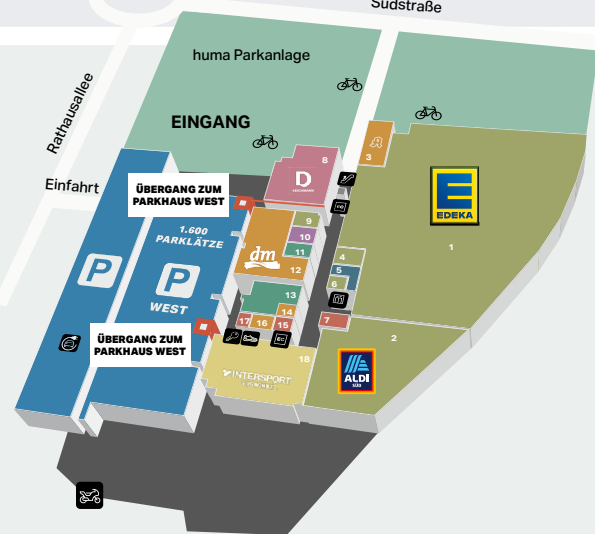 Südstraße
huma Parkanlage
Rathausallee
EINGANG
Einfahrt
ÜBERGANG ZUM
PARKHAUS WEST
1.600
PARKLÄTZE
P
P
WEST
ÜBERGANG ZUM
PARKHAUS WEST
8
D
3
A
E
EDEKA
1
9
10
11
dm
12
4
5
6
13
14
17
16
15
7
2
EC
18
INTERSPORT
ALDI
SÜD